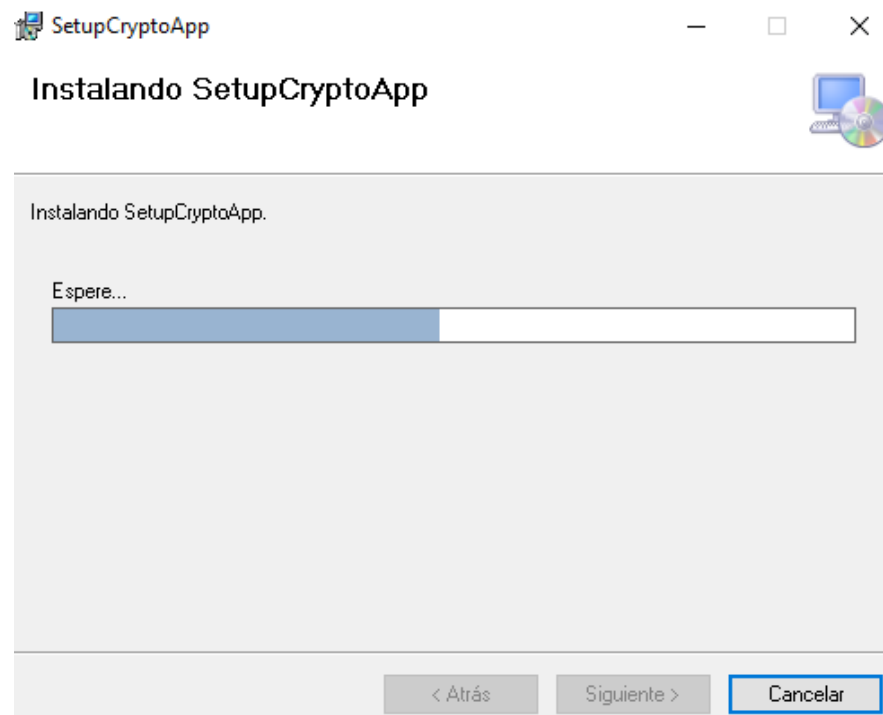 SetupCryptoApp
Instalando SetupCryptoApp
Instalando SetupCryptoApp.
Espere...
< Atrás
Siguiente >
Cancelar